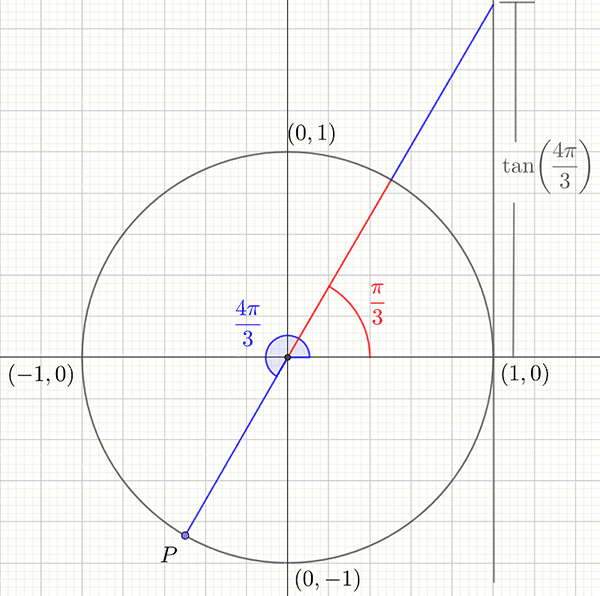 (0, 1)
tan(4π/3)
π/3
4π/3
(−1, 0)
(1, 0)
P
(0, −1)